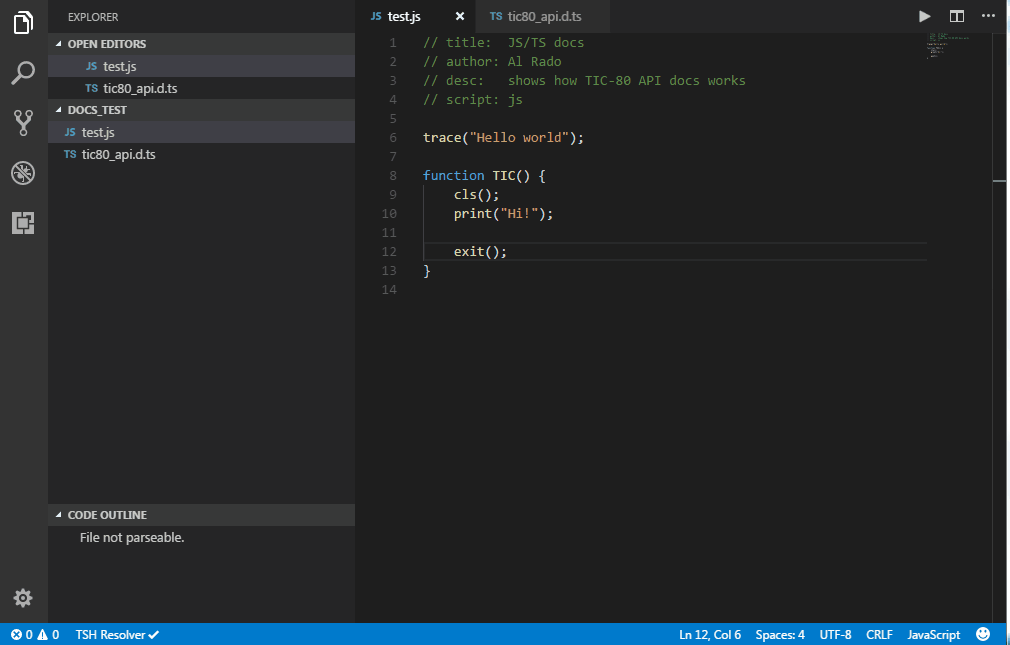 EXPLORER
OPEN EDITORS
JS test.js
TS tic80_api.d.ts
DOCS_TEST
JS test.js
TS tic80_api.d.ts
CODE OUTLINE
File not parseable.
JS test.js × TS tic80_api.d.ts
1 // title:  JS/TS docs
2 // author: Al Rado
3 // desc:   shows how TIC-80 API docs works
4 // script: js
5
6 trace("Hello world");
7
8 function TIC() {
9     cls();
10     print("Hi!");
11
12     exit();
13 }
14
0 0 TSH Resolver Ln 12, Col 6 Spaces: 4 UTF-8 CRLF JavaScript